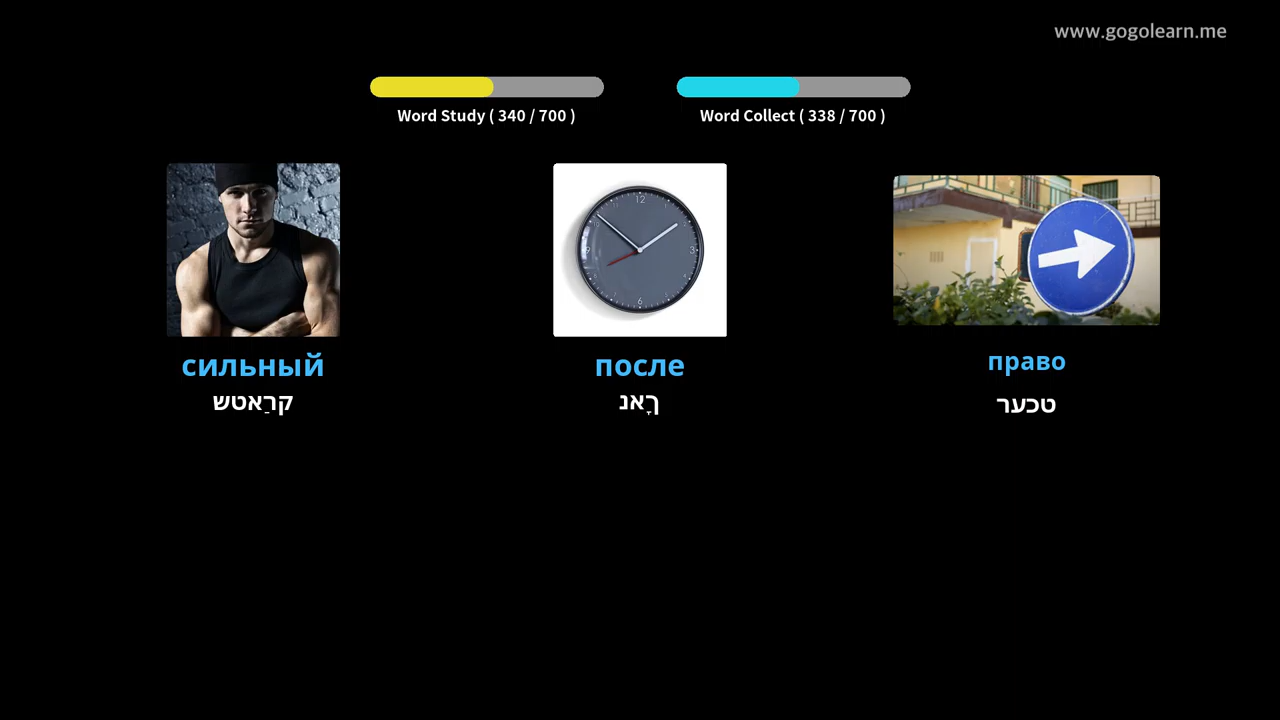 www.gogolearn.me
Word Study ( 340 / 700 )
Word Collect ( 338 / 700 )
сильный
после
право
קרַאטש
ךָאנ
טכער